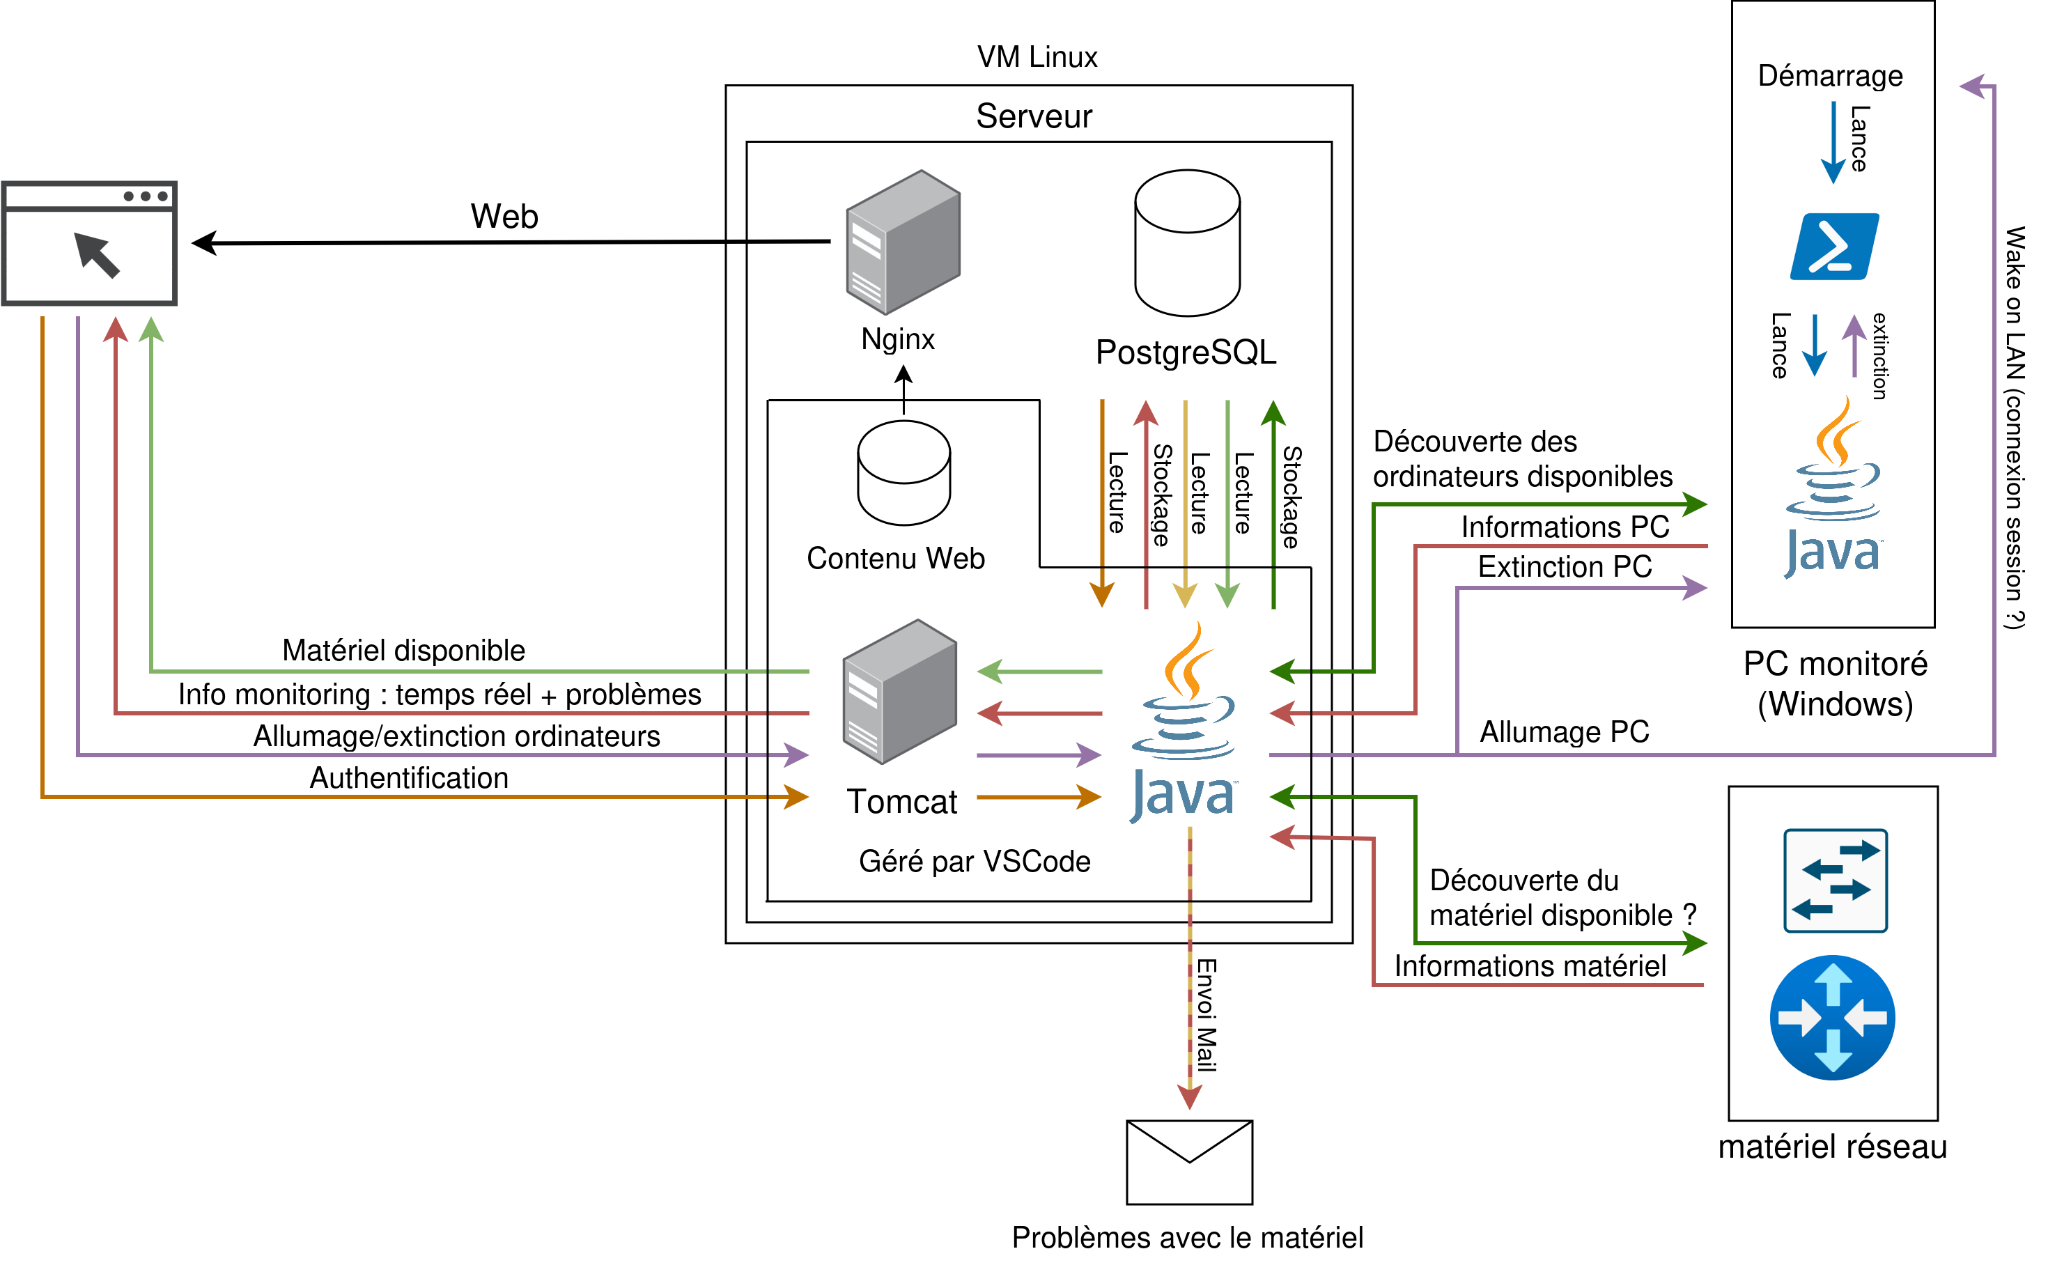 VM Linux
Serveur
Web
Nginx
PostgreSQL
Contenu Web
Lecture
Stockage
Lecture
Lecture
Stockage
Matériel disponible
Info monitoring : temps réel + problèmes
Allumage/extinction ordinateurs
Authentification
Tomcat
Java™
Géré par VSCode
Envoi Mail
Problèmes avec le matériel
Découverte des
ordinateurs disponibles
Informations PC
Extinction PC
Allumage PC
Découverte du
matériel disponible ?
Informations matériel
Démarrage
Lance
Lance
extinction
Java™
PC monitoré
(Windows)
Wake on LAN (connexion session ?)
matériel réseau